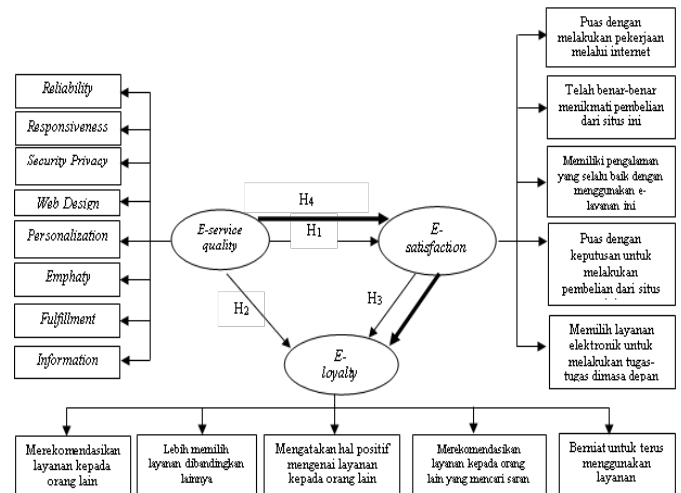 Reliability
Responsiveness
Security Privacy
Web Design
Personalization
Emphaty
Fulfillment
Information
E-service
quality
H4
H1
H2
H3
E-
satisfaction
E-
loyalty
Puas dengan
melakukan pekerjaan
melalui internet
Telah benar-benar
menikmati pembelian
dari situs ini
Memiliki pengalaman
yang selalu baik dengan
menggunakan e-
layanan ini
Puas dengan
keputusan untuk
melakukan
pembelian dari situs
Memilih layanan
elektronik untuk
melakukan tugas-
tugas dimasa depan
Merekomendasikan
layanan kepada
orang lain
Lebih memilih
layanan dibandingkan
lainnya
Mengatakan hal positif
mengenai layanan
kepada orang lain
Merekomendasikan
layanan kepada orang
lain yang mencari saran
Berniat untuk terus
menggunakan
layanan